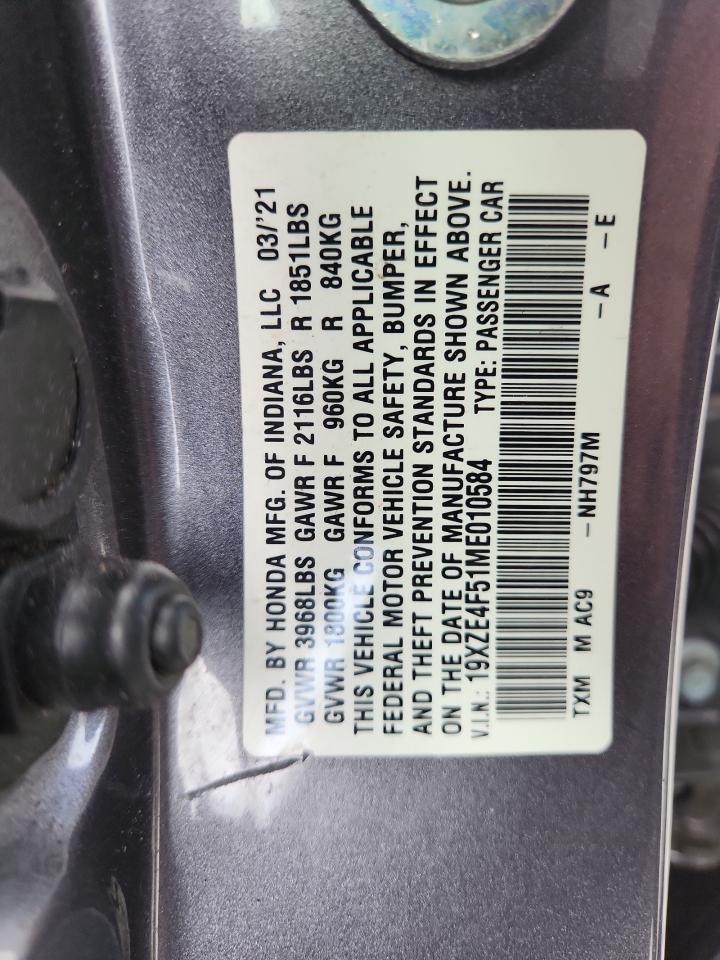 MFD. BY HONDA MFG. OF INDIANA, LLC 03/'21
GVWR 3968LBS GAWR F 2116LBS R 1851LBS
GVWR 1800KG GAWR F 960KG R 840KG
THIS VEHICLE CONFORMS TO ALL APPLICABLE
FEDERAL MOTOR VEHICLE SAFETY, BUMPER,
AND THEFT PREVENTION STANDARDS IN EFFECT
ON THE DATE OF MANUFACTURE SHOWN ABOVE.
V.I.N.: 19XZE4F51ME010584 TYPE: PASSENGER CAR
TXM M AC9 -NH797M -A -E